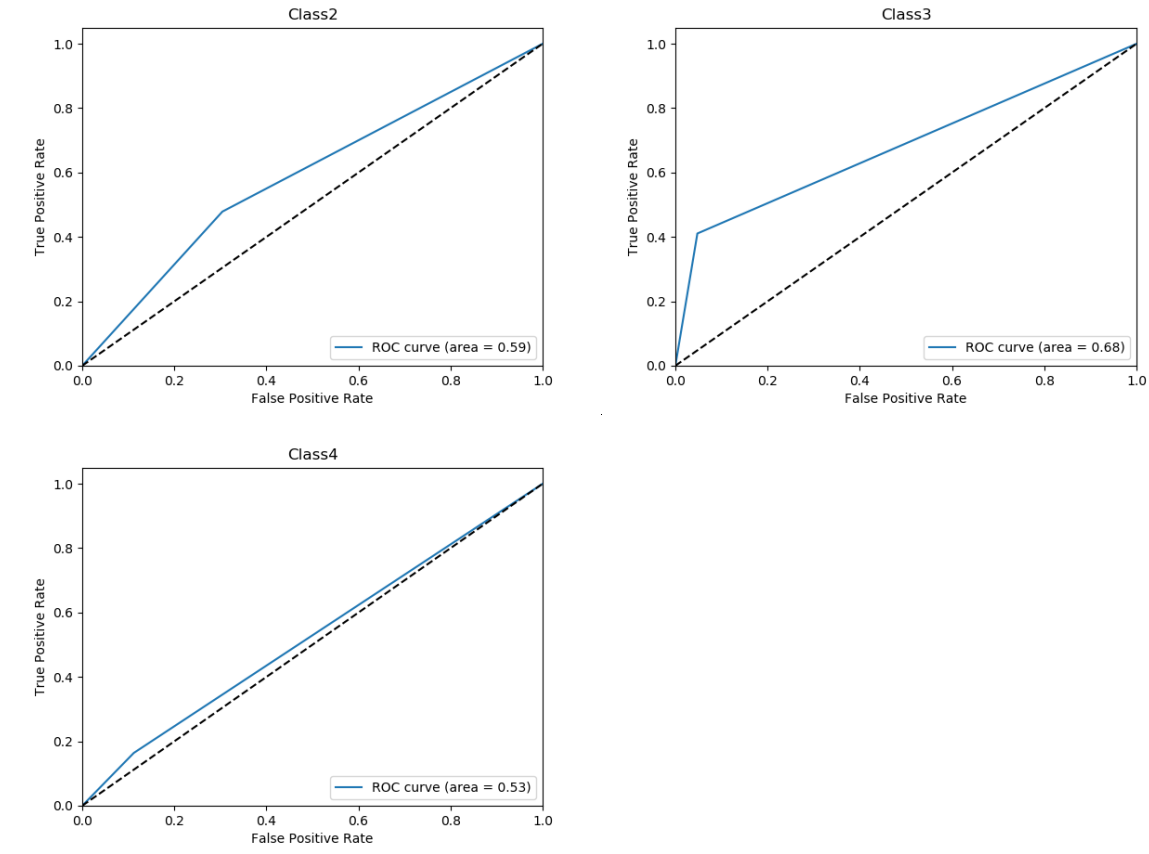 Class2
1.0
0.8
0.6
0.4
0.2
0.0
True Positive Rate
ROC curve (area = 0.59)
0.0 0.2 0.4 0.6 0.8 1.0
False Positive Rate
Class3
1.0
0.8
0.6
0.4
0.2
0.0
True Positive Rate
ROC curve (area = 0.68)
0.0 0.2 0.4 0.6 0.8 1.0
False Positive Rate
Class4
1.0
0.8
0.6
0.4
0.2
0.0
True Positive Rate
ROC curve (area = 0.53)
0.0 0.2 0.4 0.6 0.8 1.0
False Positive Rate